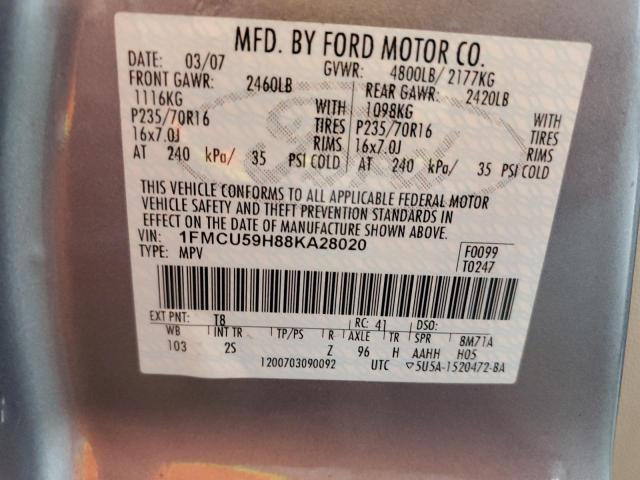 MFD. BY FORD MOTOR CO.
DATE: 03/07 GVWR: 4800LB/ 2177KG
FRONT GAWR: 2460LB REAR GAWR: 2420LB
1116KG WITH 1098KG WITH
P235/70R16 TIRES P235/70R16 TIRES
16x7.0J RIMS 16x7.0J RIMS
AT 240 kPa/ 35 PSI COLD AT 240 kPa/ 35 PSI COLD
THIS VEHICLE CONFORMS TO ALL APPLICABLE FEDERAL MOTOR
VEHICLE SAFETY AND THEFT PREVENTION STANDARDS IN
EFFECT ON THE DATE OF MANUFACTURE SHOWN ABOVE.
VIN: 1FMCU59H88KA28020 F0099
TYPE: MPV T0247
EXT PNT: T8 RC: 41 DSO:
WB INT TR TP/PS R AXLE TR SPR 8M71A
103 2S Z 96 H AAHH H05
1200703090092 UTC ▽5U5A-1520472-BA
Ford